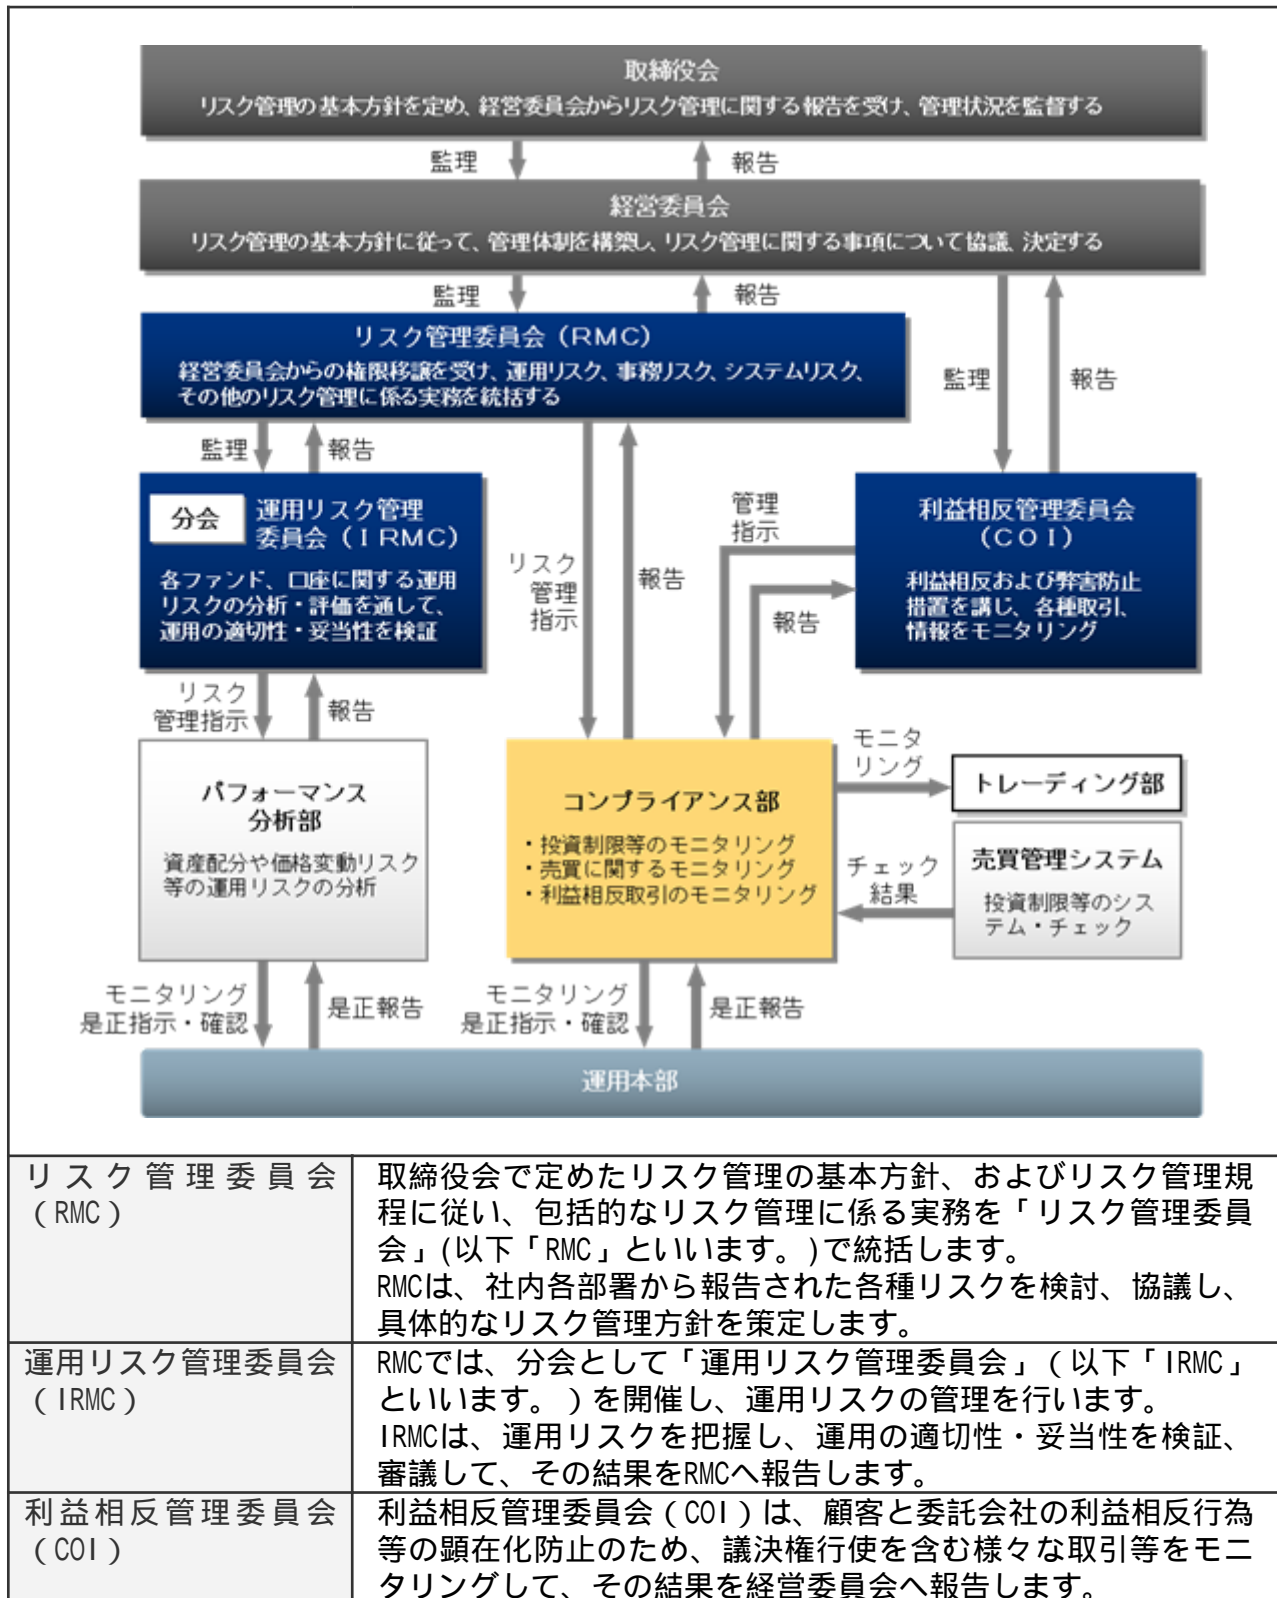 取締役会
リスク管理の基本方針を定め、経営委員会からリスク管理に関する報告を受け、管理状況を監督する
監理
報告
経営委員会
リスク管理の基本方針に従って、管理体制を構築し、リスク管理に関する事項について協議、決定する
監理
報告
リスク管理委員会（RMC）
経営委員会からの権限移譲を受け、運用リスク、事務リスク、システムリスク、
その他のリスク管理に係る実務を統括する
監理
報告
監理
報告
分会
運用リスク管理
委員会（IRMC）
各ファンド、口座に関する運用
リスクの分析・評価を通して、
運用の適切性・妥当性を検証
リスク
管理
指示
報告
管理
指示
報告
利益相反管理委員会
（COI）
利益相反および弊害防止
措置を講じ、各種取引、
情報をモニタリング
リスク
管理指示
報告
パフォーマンス
分析部
資産配分や価格変動リスク
等の運用リスクの分析
コンプライアンス部
・投資制限等のモニタリング
・売買に関するモニタリング
・利益相反取引のモニタリング
モニタ
リング
トレーディング部
チェック
結果
売買管理システム
投資制限等のシス
テム・チェック
モニタリング
是正指示・確認
是正報告
モニタリング
是正指示・確認
是正報告
運用本部
リスク管理委員会
（RMC）
取締役会で定めたリスク管理の基本方針、およびリスク管理規
程に従い、包括的なリスク管理に係る実務を「リスク管理委員
会」(以下「RMC」といいます。)で統括します。
RMCは、社内各部署から報告された各種リスクを検討、協議し、
具体的なリスク管理方針を策定します。
運用リスク管理委員会
（IRMC）
RMCでは、分会として「運用リスク管理委員会」（以下「IRMC」
といいます。）を開催し、運用リスクの管理を行います。
IRMCは、運用リスクを把握し、運用の適切性・妥当性を検証、
審議して、その結果をRMCへ報告します。
利益相反管理委員会
（COI）
利益相反管理委員会（COI）は、顧客と委託会社の利益相反行為
等の顕在化防止のため、議決権行使を含む様々な取引等をモニ
タリングして、その結果を経営委員会へ報告します。